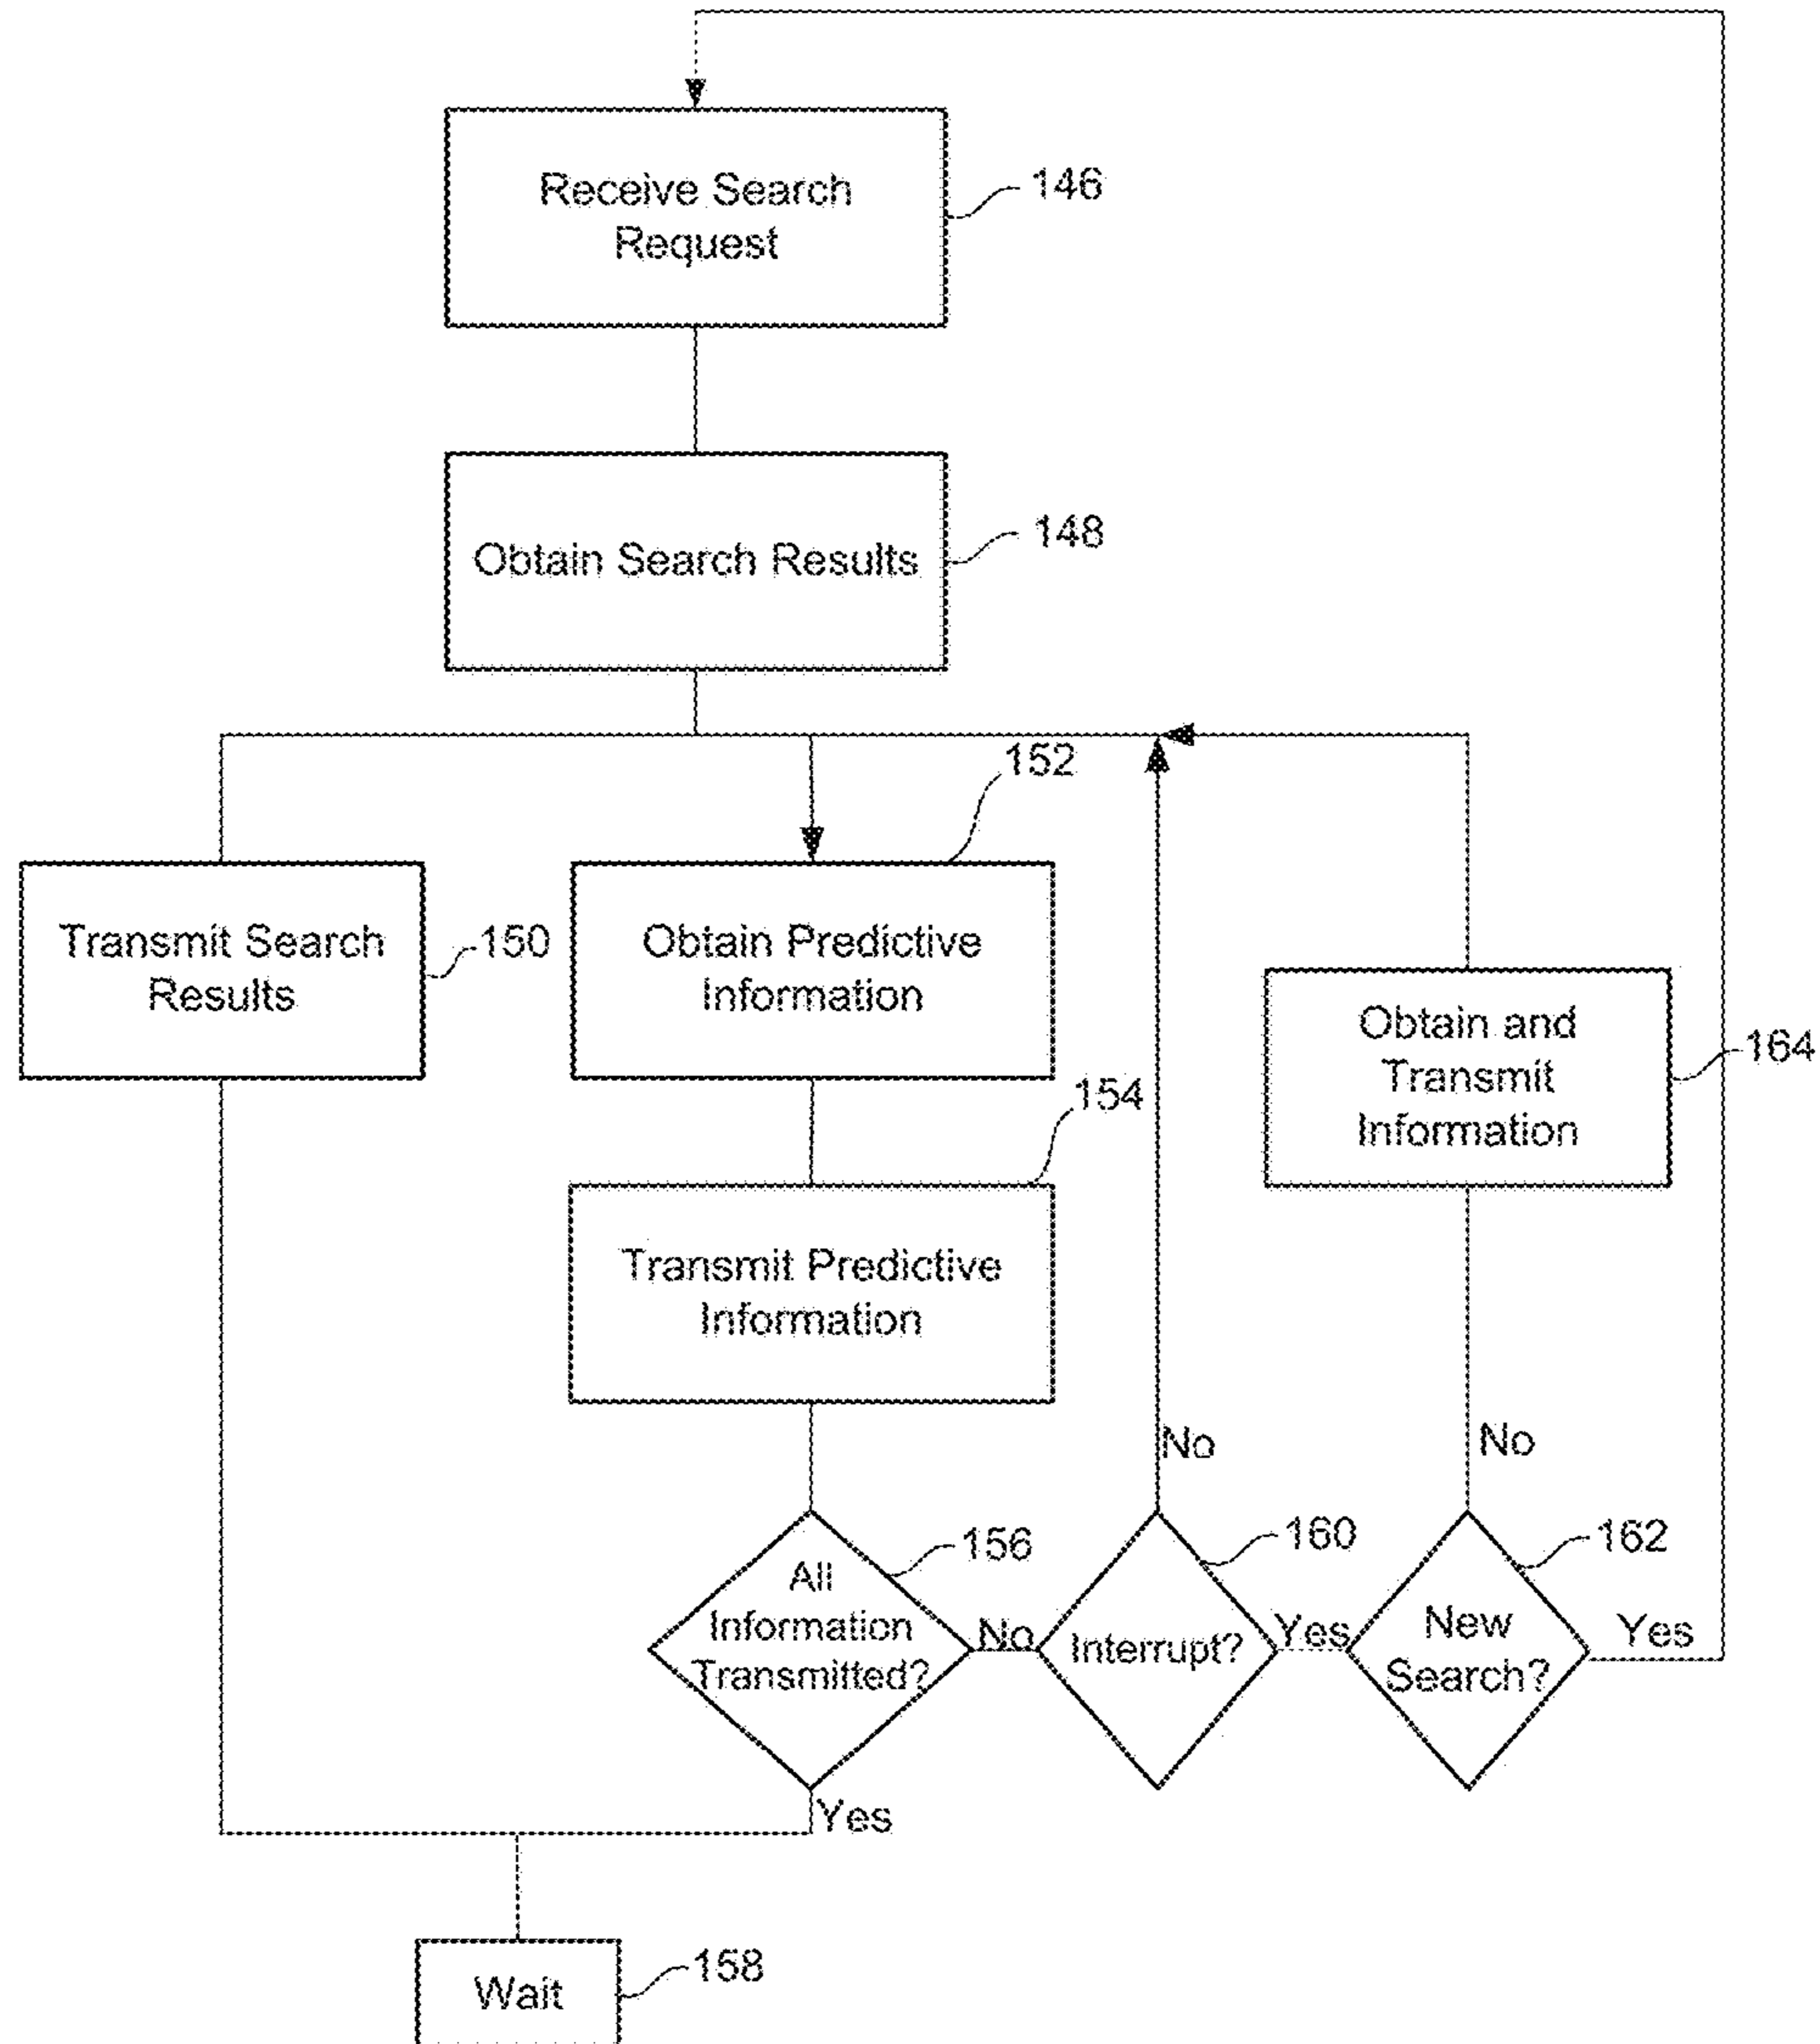 Receive Search
Request
146
Obtain Search Results
148
152
Transmit Search
Results
150
Obtain Predictive
Information
Obtain and
Transmit
Information
164
154
Transmit Predictive
Information
No
No
156
160
162
All
Information
Transmitted?
No
Interrupt?
Yes
New
Search?
Yes
Yes
Wait
158